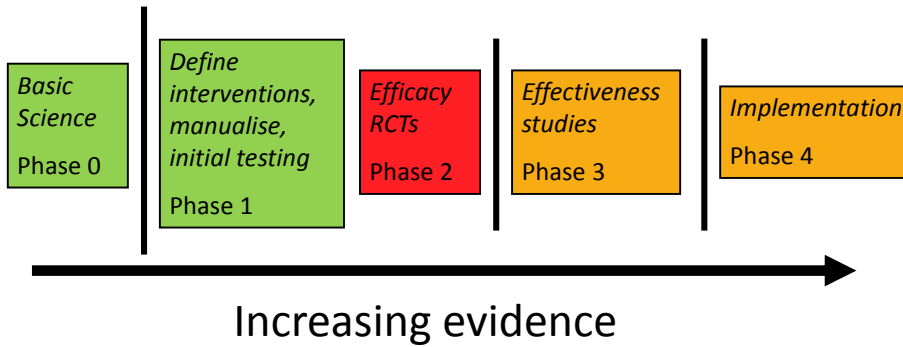 Basic
Science
Phase 0
Define
interventions,
manualise,
initial testing
Phase 1
Efficacy
RCTs
Phase 2
Effectiveness
studies
Phase 3
Implementation
Phase 4
Increasing evidence